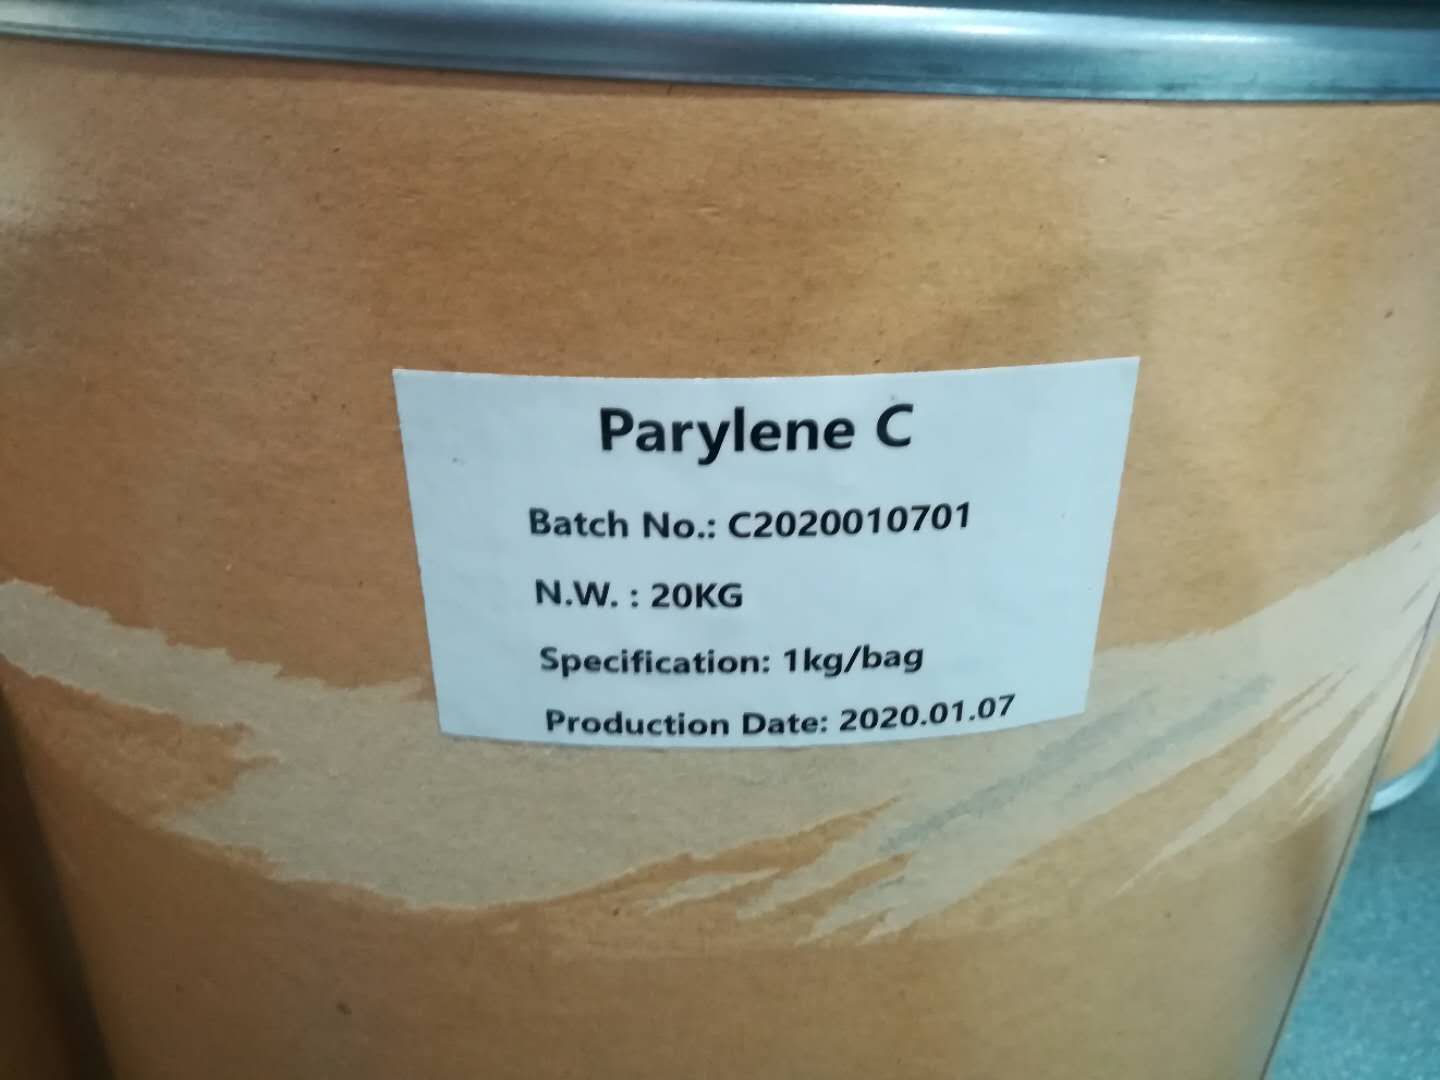 Parylene C
Batch No.: C2020010701
N.W. : 20KG
Specification: 1kg/bag
Production Date: 2020.01.07